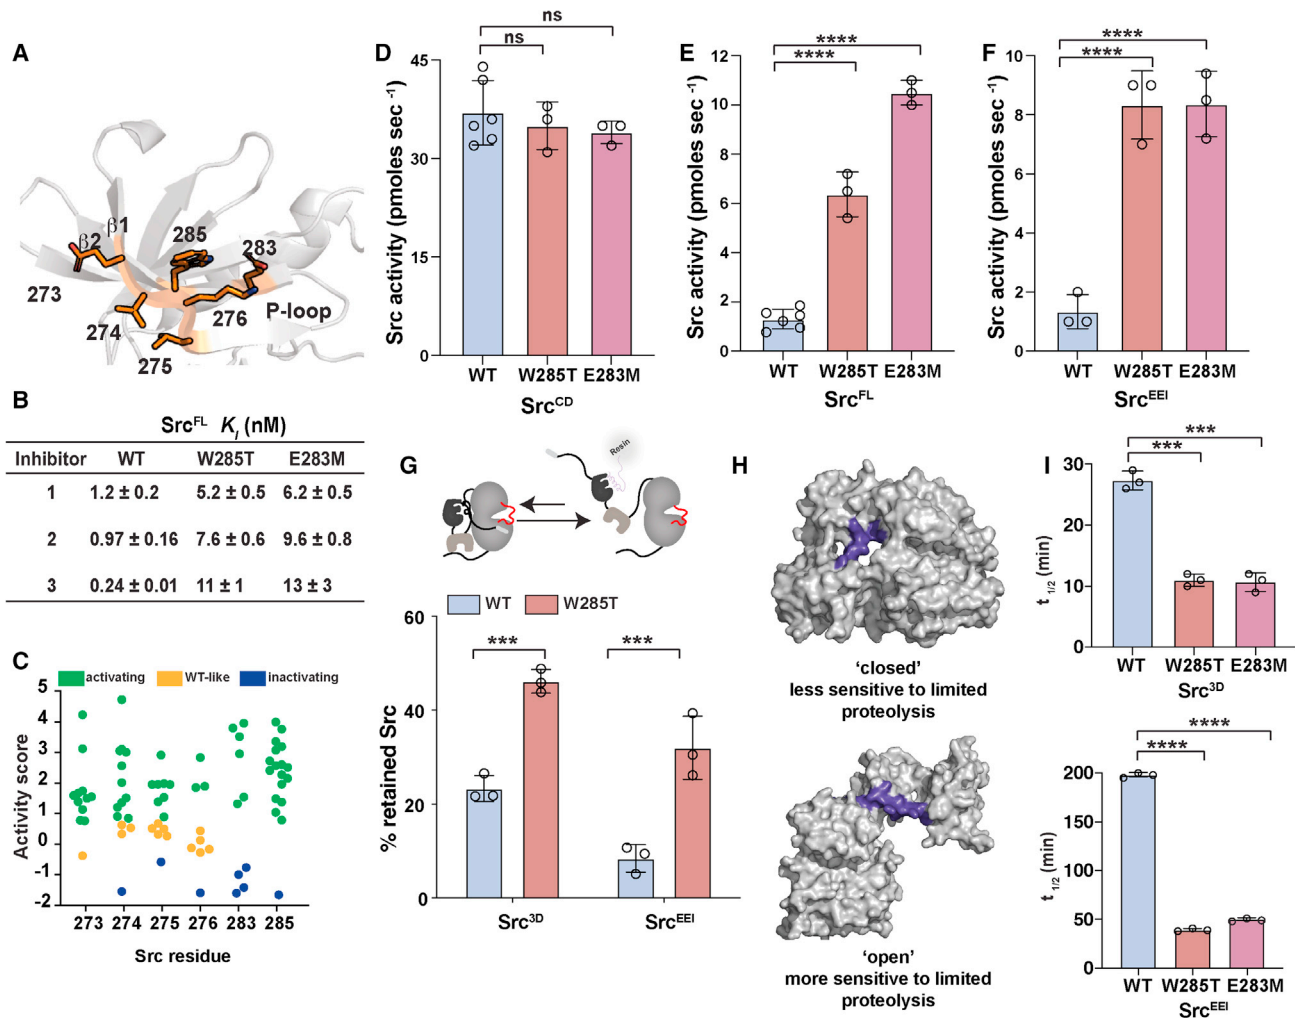 A
β1
β2
285
283
273
274
276
275
P-loop
B
Src^FL K_I (nM)
Inhibitor WT W285T E283M
1 1.2 ± 0.2 5.2 ± 0.5 6.2 ± 0.5
2 0.97 ± 0.16 7.6 ± 0.6 9.6 ± 0.8
3 0.24 ± 0.01 11 ± 1 13 ± 3
C
activating WT-like inactivating
Activity score
5
4
3
2
1
0
-1
-2
273 274 275 276 283 285
Src residue
D
ns
ns
Src activity (pmoles sec ⁻¹)
45
30
15
0
WT W285T E283M
Src^CD
E
****
****
Src activity (pmoles sec ⁻¹)
12
10
8
6
4
2
0
WT W285T E283M
Src^FL
F
****
****
Src activity (pmoles sec ⁻¹)
10
8
6
4
2
0
WT W285T E283M
Src^EEI
G
Resin
WT W285T
% retained Src
60
40
20
0
***
***
Src^3D Src^EEI
H
‘closed’
less sensitive to limited
proteolysis
‘open’
more sensitive to limited
proteolysis
I
***
***
t 1/2 (min)
30
20
10
0
WT W285T E283M
Src^3D
****
****
t 1/2 (min)
200
150
100
50
0
WT W285T E283M
Src^EEI